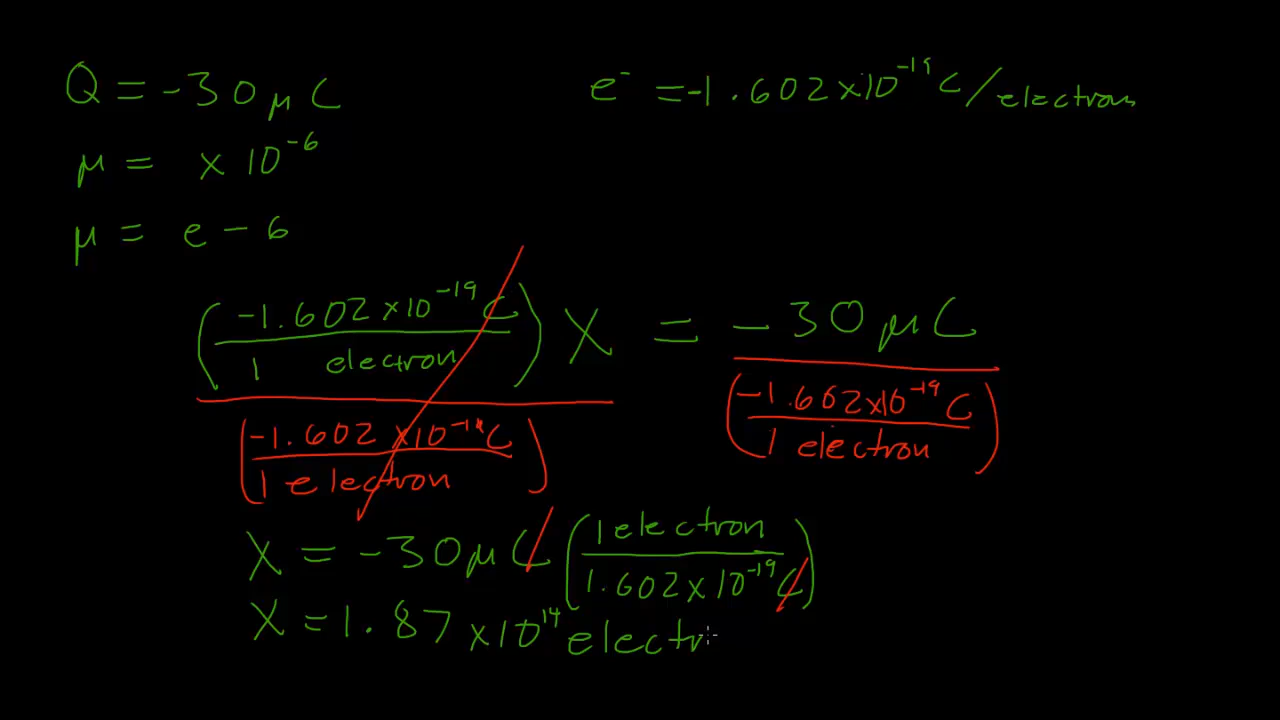 Q = -30 μC
e⁻ = -1.602 x 10⁻¹⁹ C/electrons
μ = x 10⁻⁶
μ = e - 6
(-1.602 x 10⁻¹⁹ C / 1 electron) X = -30 μC
(-1.602 x 10⁻¹⁹ C / 1 electron) (-1.602 x 10⁻¹⁹ C / 1 electron)
X = -30 μC (1 electron / 1.602 x 10⁻¹⁹ C)
X = 1.87 x 10¹⁴ electr